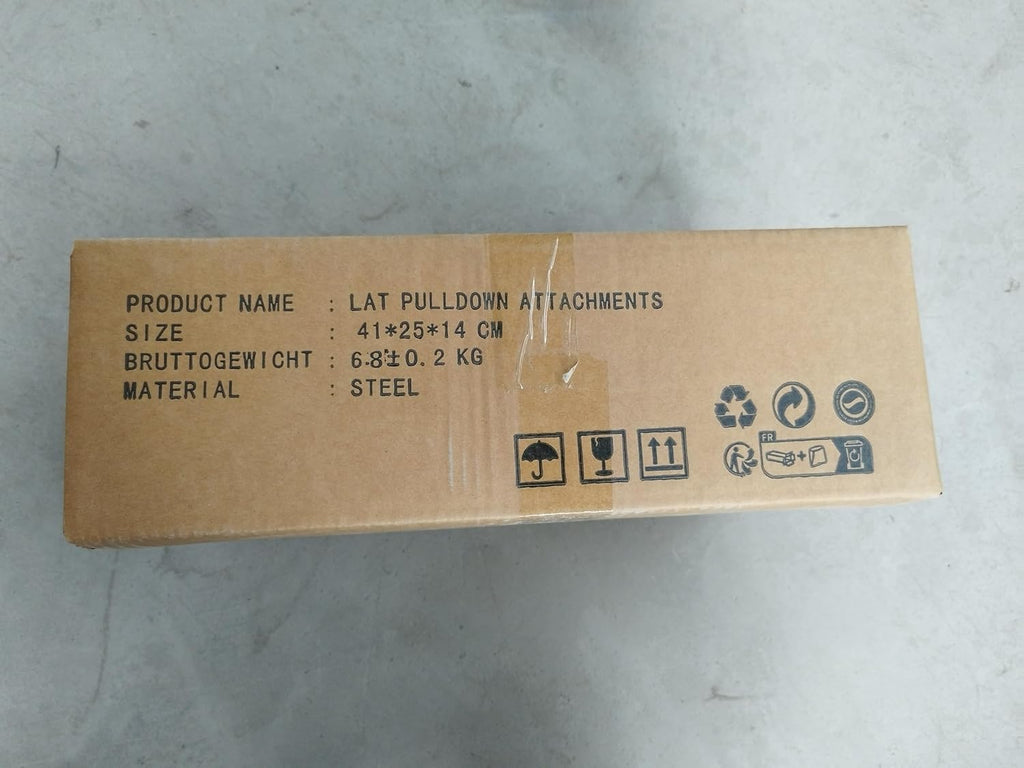 PRODUCT NAME : LAT PULLDOWN ATTACHMENTS
SIZE : 41*25*14 CM
BRUTTOGEWICHT : 6.8±0.2 KG
MATERIAL : STEEL
FR